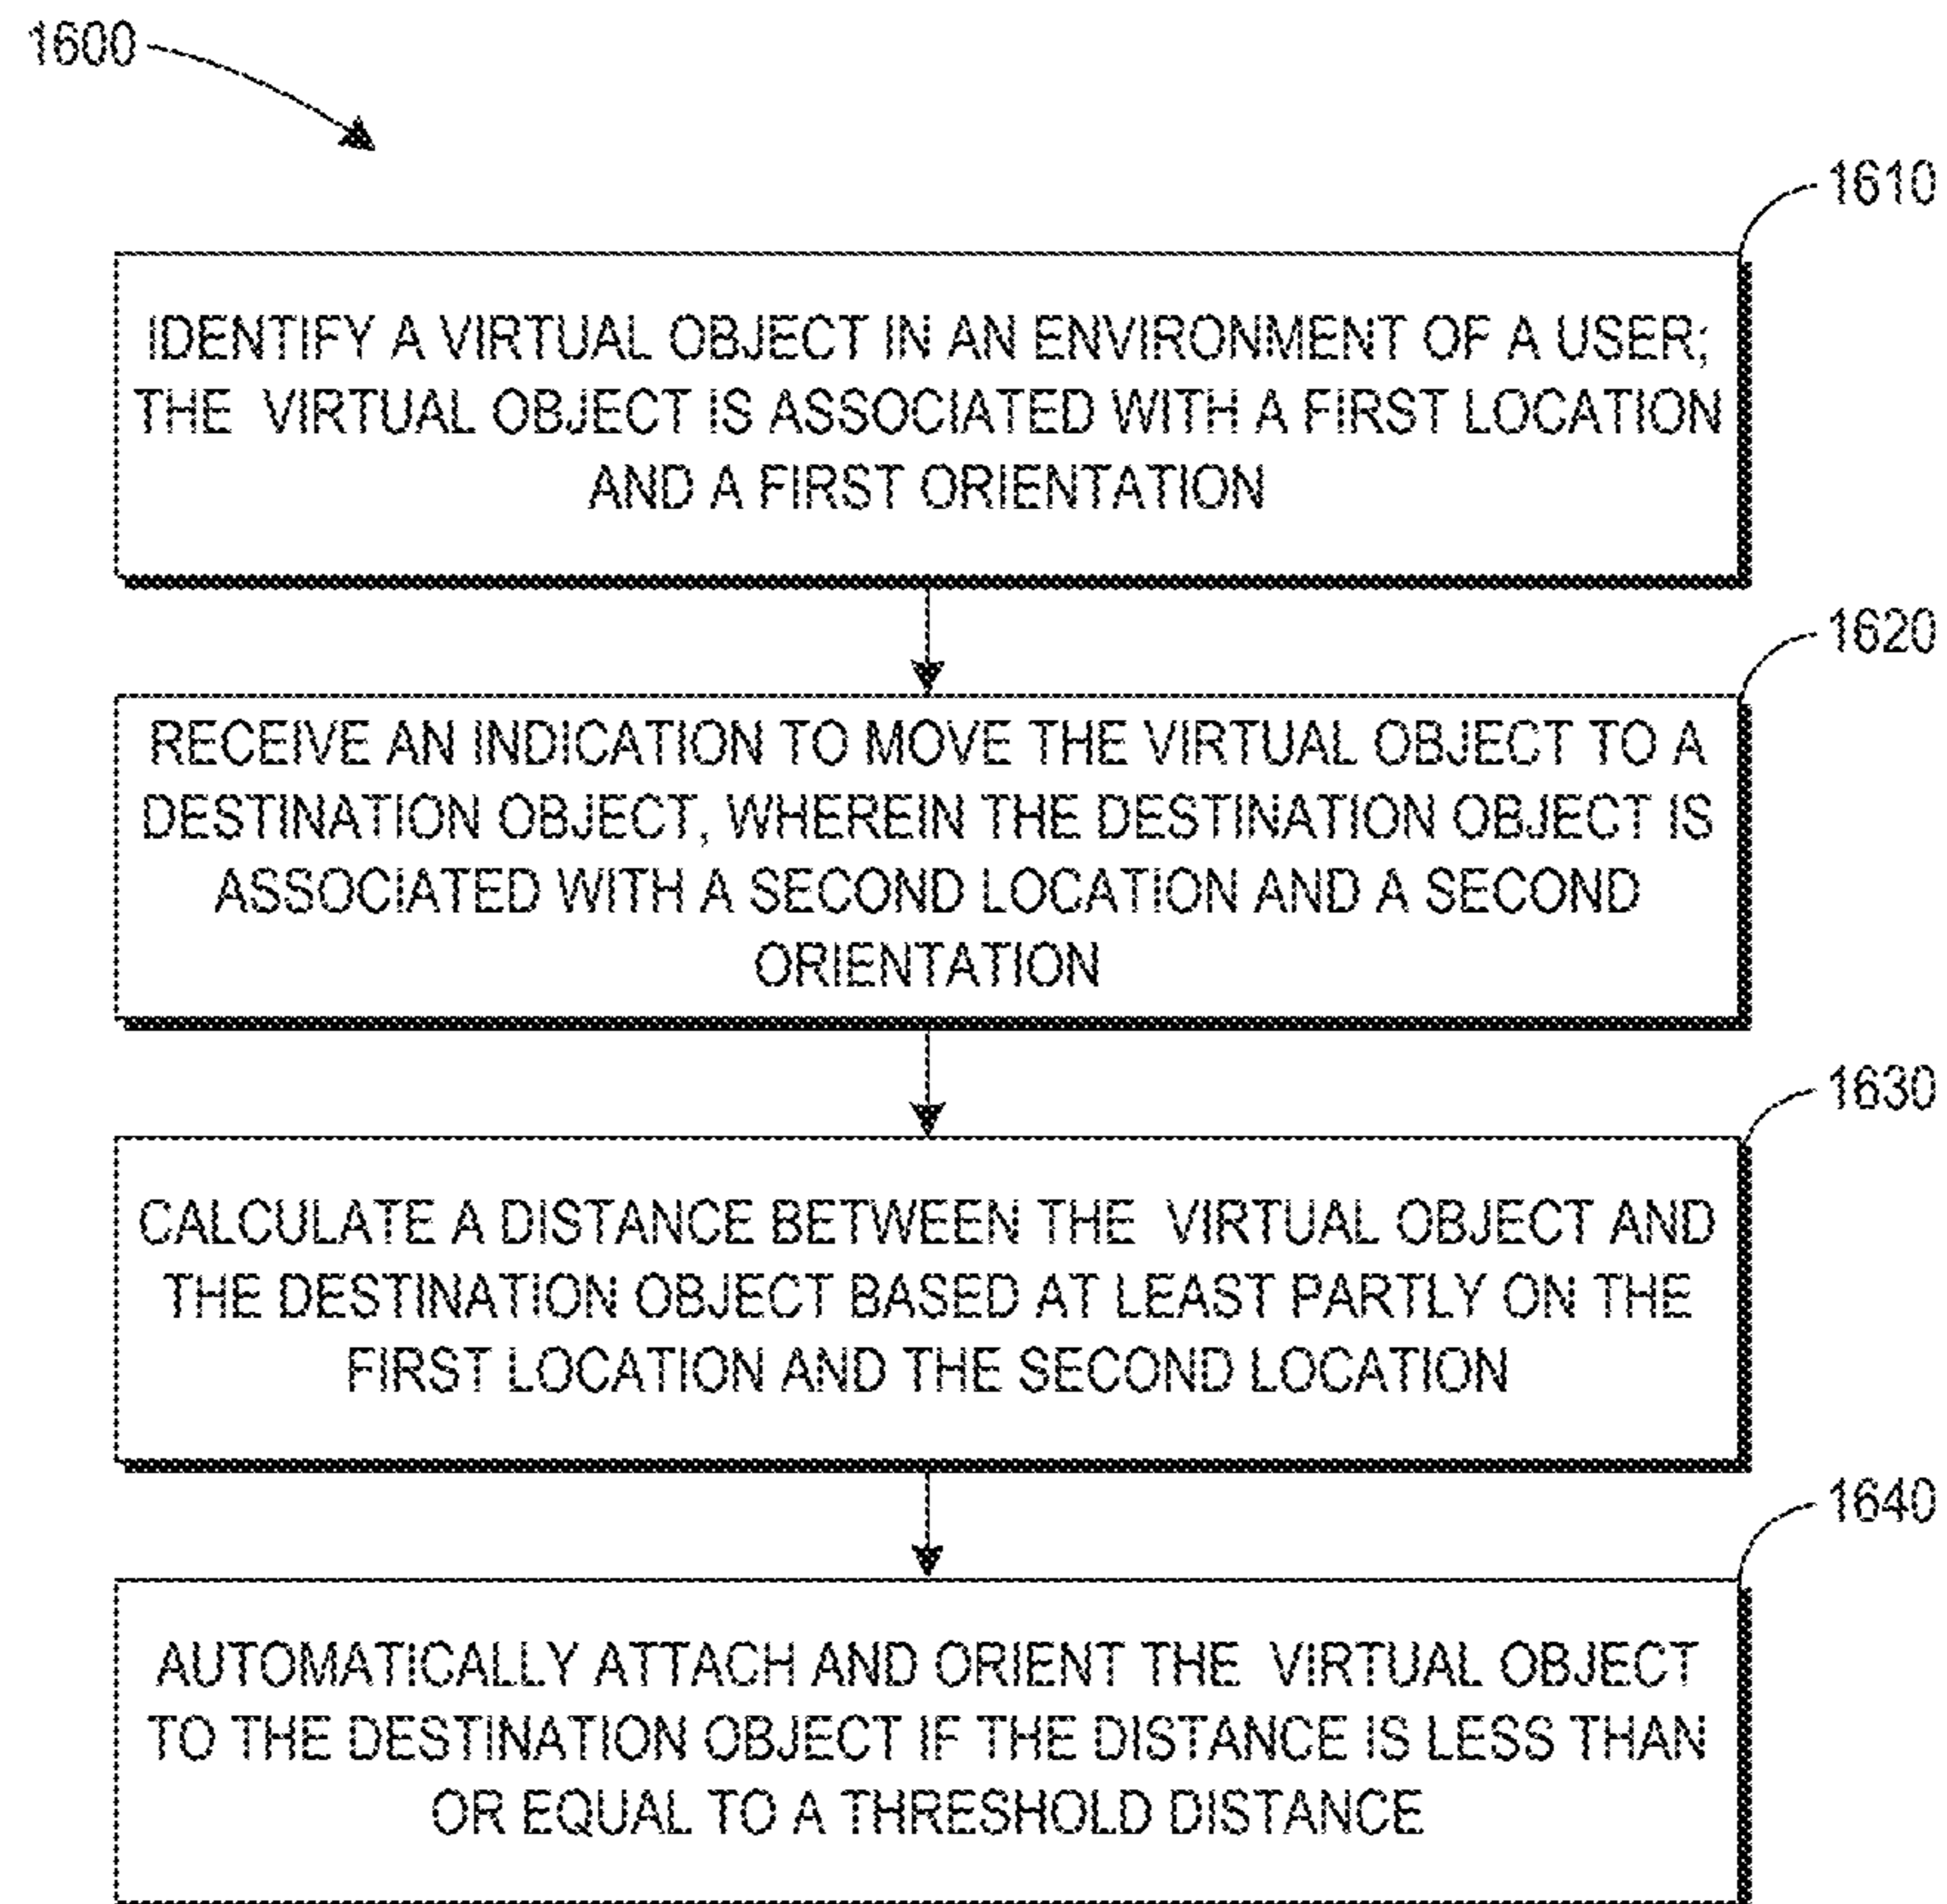 1600
1610
IDENTIFY A VIRTUAL OBJECT IN AN ENVIRONMENT OF A USER;
THE VIRTUAL OBJECT IS ASSOCIATED WITH A FIRST LOCATION
AND A FIRST ORIENTATION
1620
RECEIVE AN INDICATION TO MOVE THE VIRTUAL OBJECT TO A
DESTINATION OBJECT, WHEREIN THE DESTINATION OBJECT IS
ASSOCIATED WITH A SECOND LOCATION AND A SECOND
ORIENTATION
1630
CALCULATE A DISTANCE BETWEEN THE VIRTUAL OBJECT AND
THE DESTINATION OBJECT BASED AT LEAST PARTLY ON THE
FIRST LOCATION AND THE SECOND LOCATION
1640
AUTOMATICALLY ATTACH AND ORIENT THE VIRTUAL OBJECT
TO THE DESTINATION OBJECT IF THE DISTANCE IS LESS THAN
OR EQUAL TO A THRESHOLD DISTANCE